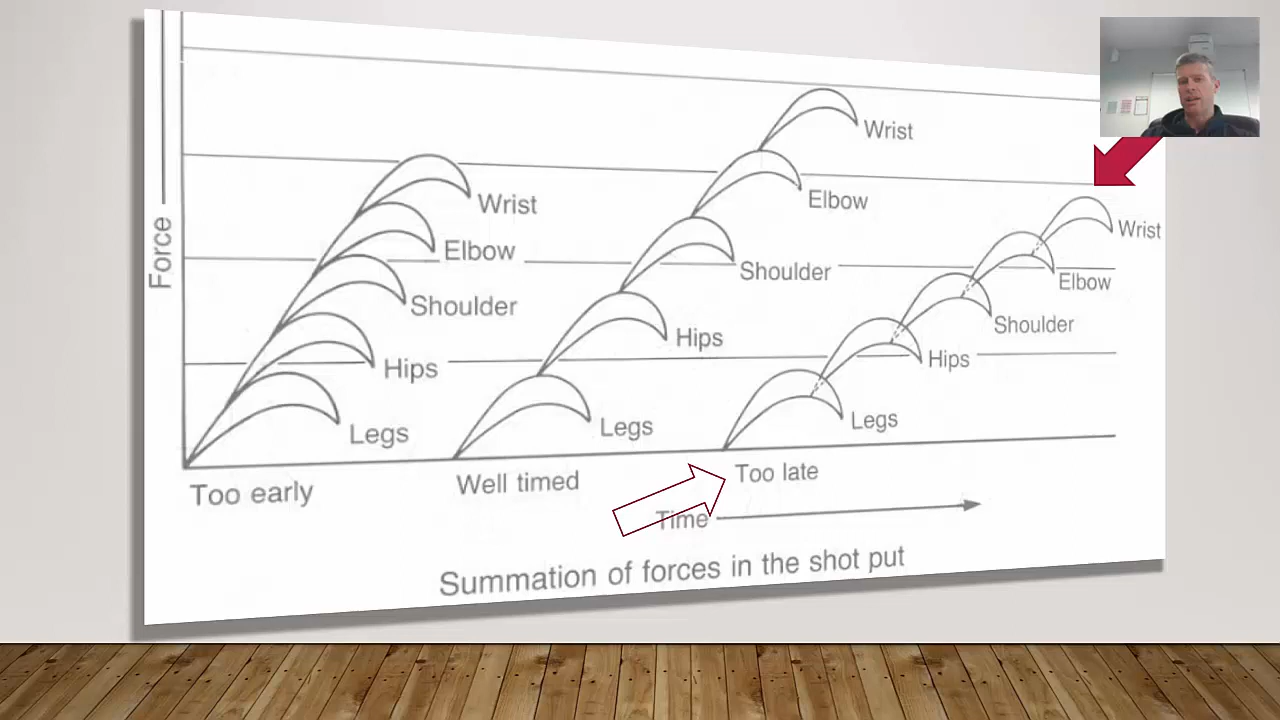 Force
Wrist
Elbow
Shoulder
Hips
Legs
Too early
Wrist
Elbow
Shoulder
Hips
Legs
Well timed
Wrist
Elbow
Shoulder
Hips
Legs
Too late
Time
Summation of forces in the shot put